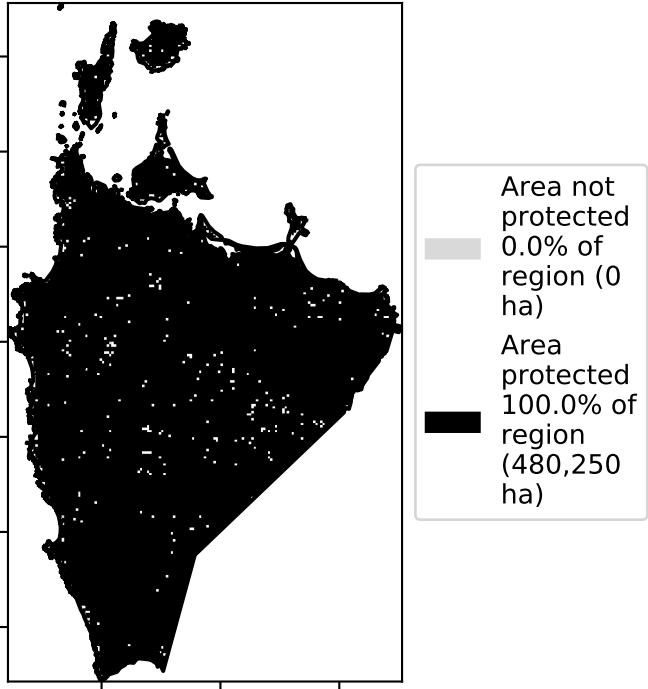 Area not
protected
0.0% of
region (0
ha)
Area
protected
100.0% of
region
(480,250
ha)